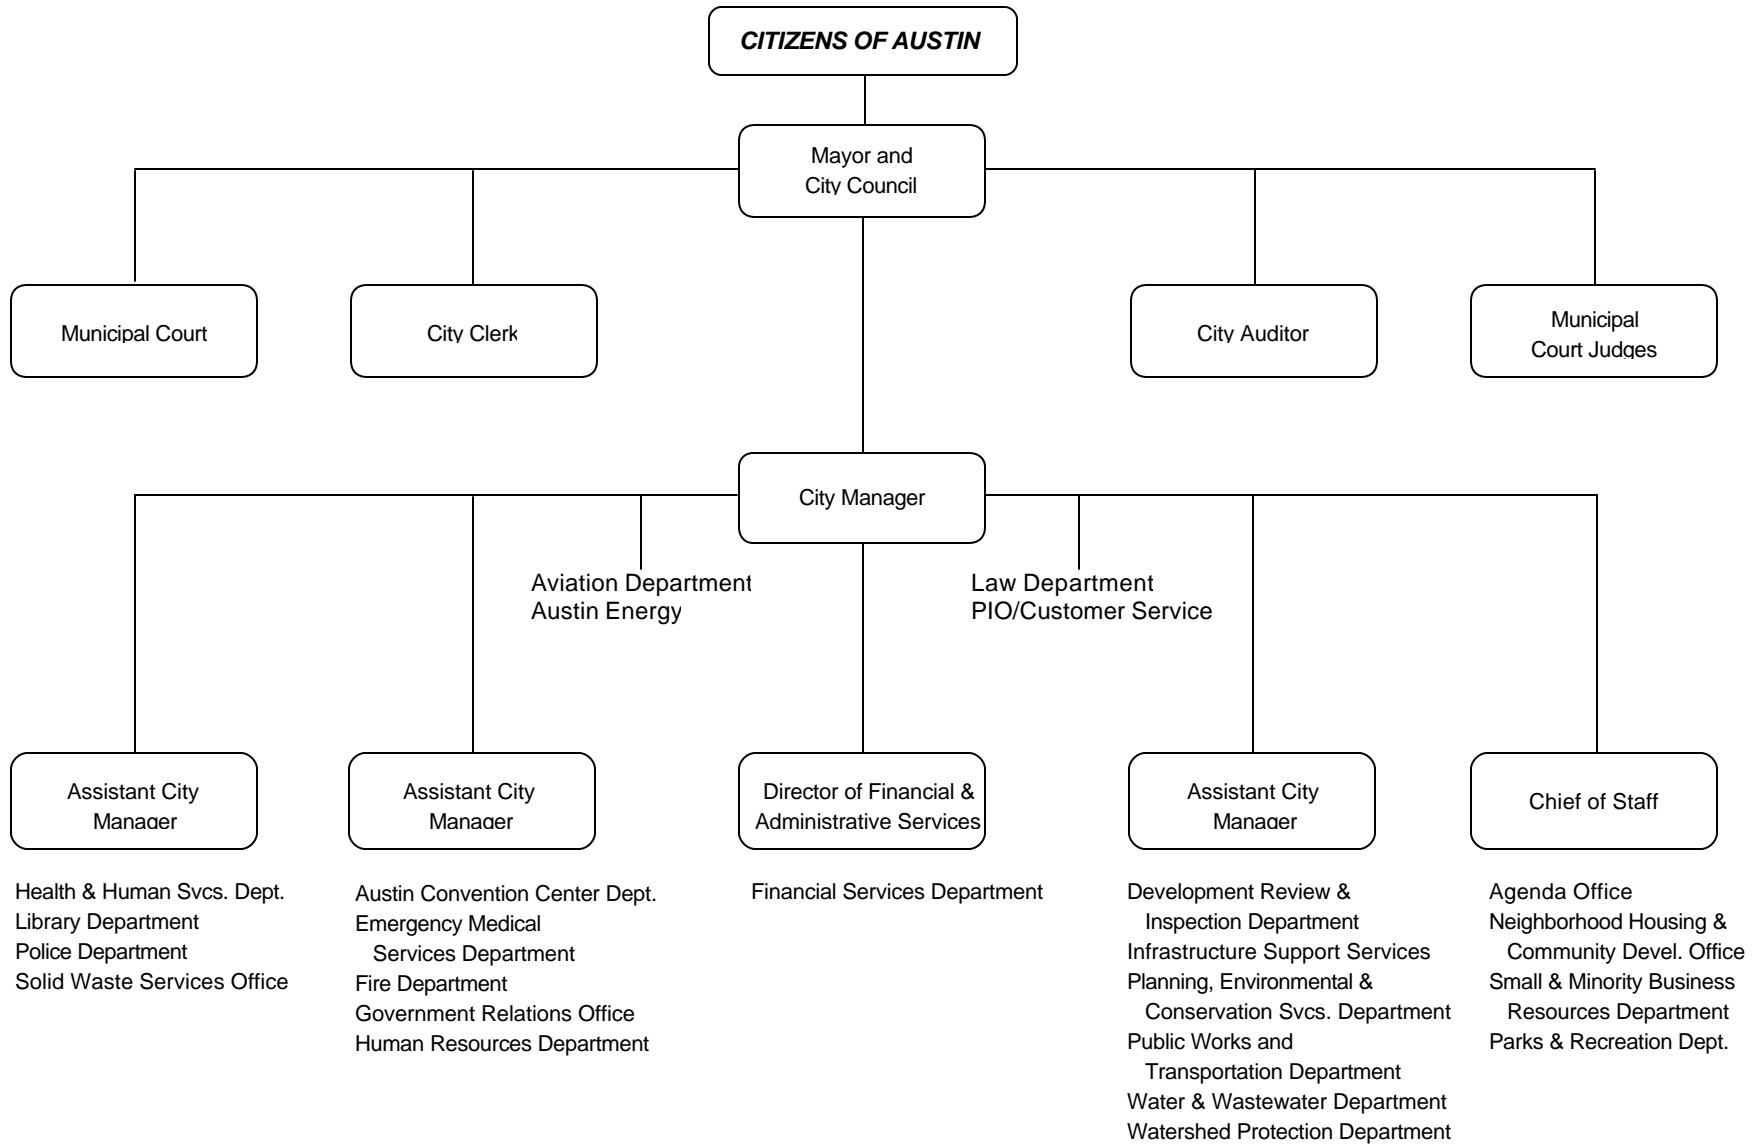 CITIZENS OF AUSTIN
Mayor and
City Council
Municipal Court
City Clerk
City Auditor
Municipal
Court Judges
City Manager
Aviation Department
Austin Energy
Law Department
PIO/Customer Service
Assistant City
Manager
Assistant City
Manager
Director of Financial &
Administrative Services
Assistant City
Manager
Chief of Staff
Health & Human Svcs. Dept.
Library Department
Police Department
Solid Waste Services Office
Austin Convention Center Dept.
Emergency Medical
Services Department
Fire Department
Government Relations Office
Human Resources Department
Financial Services Department
Development Review &
Inspection Department
Infrastructure Support Services
Planning, Environmental &
Conservation Svcs. Department
Public Works and
Transportation Department
Water & Wastewater Department
Watershed Protection Department
Agenda Office
Neighborhood Housing &
Community Devel. Office
Small & Minority Business
Resources Department
Parks & Recreation Dept.